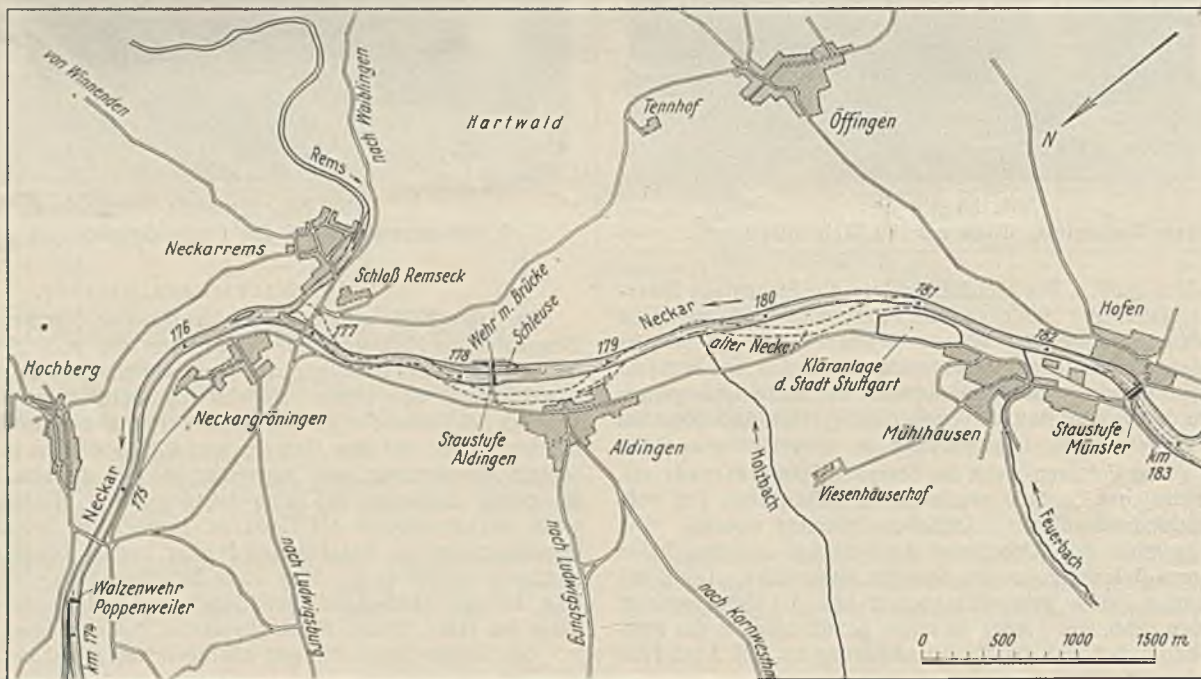 von Winnenden
Rems
nach Waiblingen
Hartwald
Tennhof
Öffingen
N
Neckarrems
Schloß Remseck
Wehr m. Brücke
Schleuse
Neckar
180
181
Hofen
176
177
178
179
182
alter Neckar
Hochberg
Neckargröningen
Kläranlage
d. Stadt Stuttgart
Staustufe
Aldingen
Aldingen
Mühlhausen
Staustufe
Münster
km
183
Neckar
175
Holzbach
Viesenhäuserhof
Feuerbach
nach Ludwigsburg
nach Ludwigsburg
nach Kornwesthm
Walzenwehr
Poppenweiler
km 174
0 500 1000 1500 m